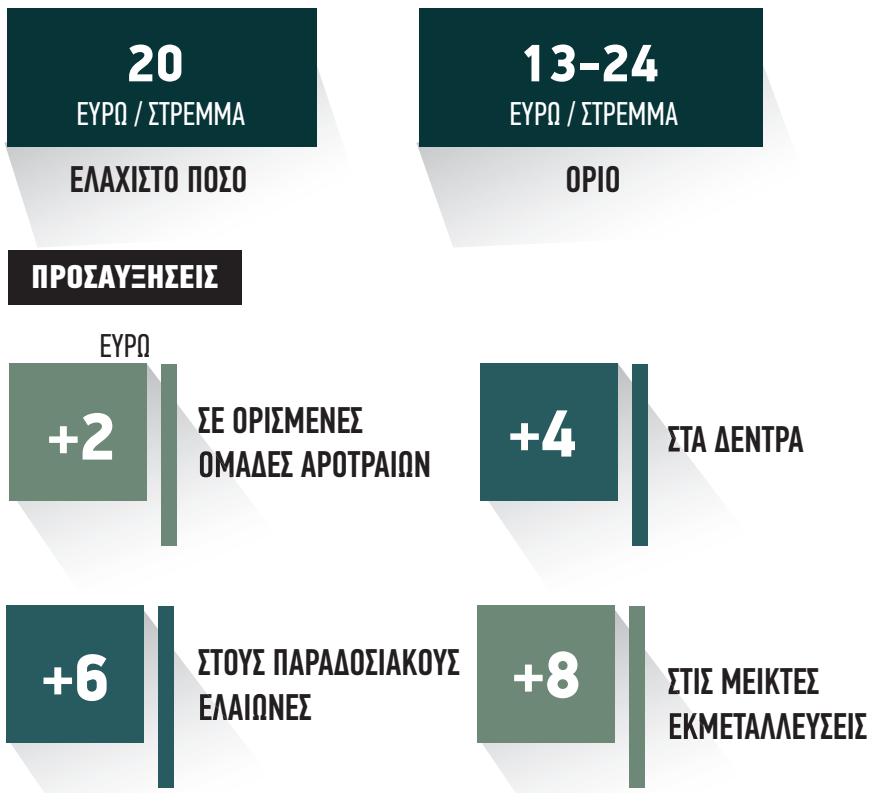 20
ΕΥΡΩ / ΣΤΡΕΜΜΑ
ΕΛΑΧΙΣΤΟ ΠΟΣΟ
13-24
ΕΥΡΩ / ΣΤΡΕΜΜΑ
ΟΡΙΟ
ΠΡΟΣΑΥΞΗΣΕΙΣ
ΕΥΡΩ
+2
ΣΕ ΟΡΙΣΜΕΝΕΣ
ΟΜΑΔΕΣ ΑΡΟΤΡΑΙΩΝ
+4
ΣΤΑ ΔΕΝΤΡΑ
+6
ΣΤΟΥΣ ΠΑΡΑΔΟΣΙΑΚΟΥΣ
ΕΛΑΙΩΝΕΣ
+8
ΣΤΙΣ ΜΕΙΚΤΕΣ
ΕΚΜΕΤΑΛΛΕΥΣΕΙΣ